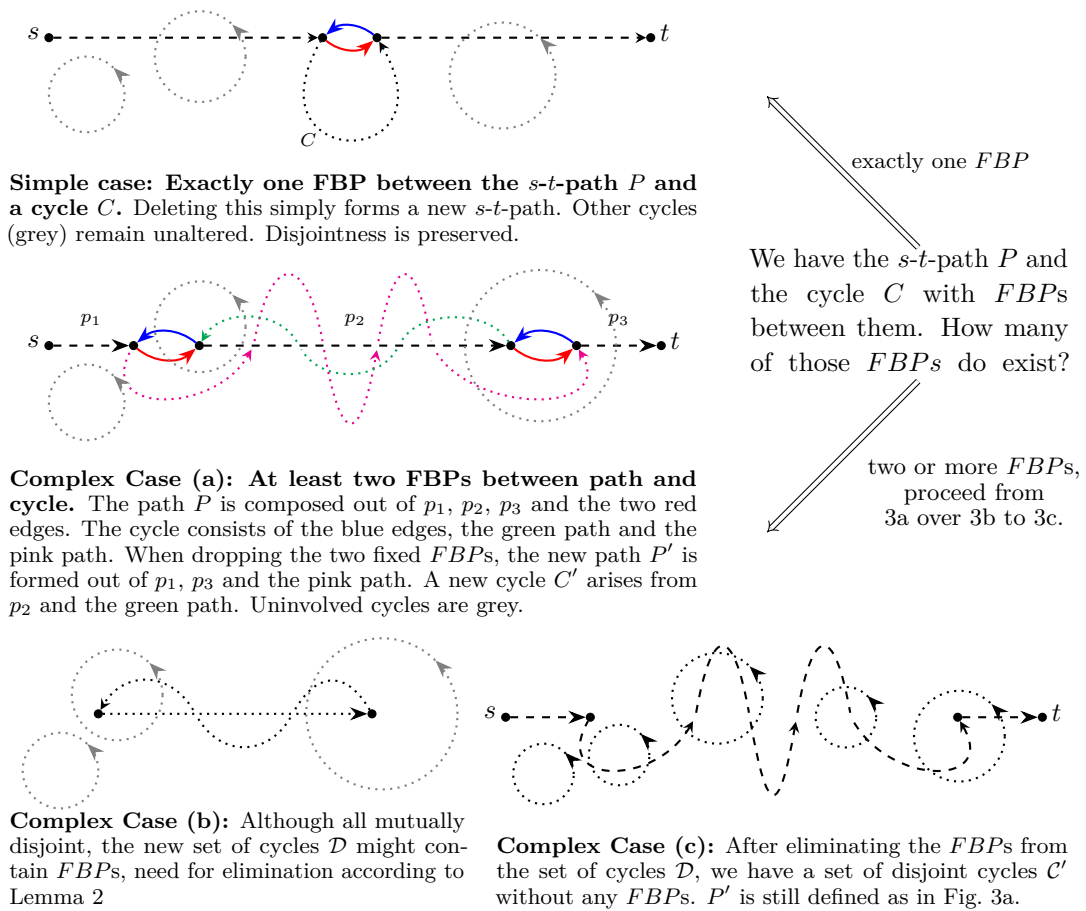 s
t
C
Simple case: Exactly one FBP between the s-t-path P and
a cycle C. Deleting this simply forms a new s-t-path. Other cycles
(grey) remain unaltered. Disjointness is preserved.
exactly one FBP
We have the s-t-path P and
the cycle C with FBPs
between them. How many
of those FBPs do exist?
two or more FBPs,
proceed from
3a over 3b to 3c.
s
p1
p2
p3
t
Complex Case (a): At least two FBPs between path and
cycle. The path P is composed out of p1, p2, p3 and the two red
edges. The cycle consists of the blue edges, the green path and the
pink path. When dropping the two fixed FBPs, the new path P′ is
formed out of p1, p3 and the pink path. A new cycle C′ arises from
p2 and the green path. Uninvolved cycles are grey.
Complex Case (b): Although all mutually
disjoint, the new set of cycles 𝒟 might con-
tain FBPs, need for elimination according to
Lemma 2
s
t
Complex Case (c): After eliminating the FBPs from
the set of cycles 𝒟, we have a set of disjoint cycles 𝒞′
without any FBPs. P′ is still defined as in Fig. 3a.